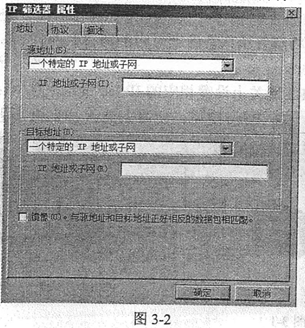 IP 筛选器 属性
地址 协议 描述
源地址(S)
一个特定的 IP 地址或子网
IP 地址或子网(I):
目标地址(D)
一个特定的 IP 地址或子网
IP 地址或子网(R)
镜像(O)。与源地址和目标地址正好相反的数据包相匹配。
确定 取消
图 3-2